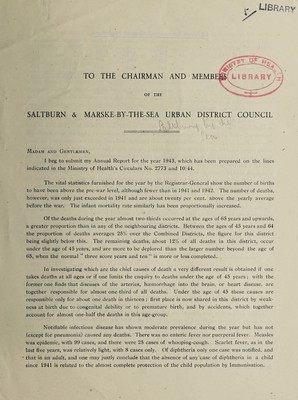 LIBRARY
MINISTRY OF HEALTH
LIBRARY
TO THE CHAIRMAN AND MEMBERS
OF THE
SALTBURN & MARSKE-BY-THE-SEA URBAN DISTRICT COUNCIL
MADAM AND GENTLEMEN,
I beg to submit my Annual Report for the year 1943, which has been prepared on the lines
indicated in the Ministry of Health's Circulars No. 2773 and 10/44.
The vital statistics furnished for the year by the Registrar-General show the number of births
to have been above the pre-war level, although fewer than in 1941 and 1942. The number of deaths,
however, was only just exceeded in 1941 and are about twenty per cent. above the yearly average
before the war. The infant mortality rate similarly has been proportionately increased.
Of the deaths during the year almost two-thirds occurred at the ages of 65 years and upwards,
a greater proportion than in any of the neighbouring districts. Between the ages of 45 years and 64
the proportion of deaths average 25% over the Combined Districts, the figure for this district
being slightly below this. The remaining deaths, about 12% of all deaths in this district, occur
under the age of 45 years, and are more to be deplored than the larger number beyond the age of
65, when the normal "three score years and ten" is more or less completed.
In investigating which are the chief causes of death a very different result is obtained if one
takes deaths at all ages or if one limits the enquiry to deaths under the age of 45 years; with the
former one finds that diseases of the arteries, hæmorrhage into the brain, or heart disease, are
together responsible for almost one-third of all deaths. Under the age of 45 these causes are
responsible only for about one death in thirteen: first place is now shared in this district by weak-
ness at birth due to congenital debility or to premature birth, and by accidents, which together
account for almost one-half the deaths in this age-group.
Notifiable infectious disease has shown moderate prevalence during the year but has not
(except for pneumonia) caused any deaths. There was no enteric fever nor puerperal fever. Measles
was epidemic, with 99 cases, and there were 25 cases of whooping-cough. Scarlet fever, as in the
last five years, was relatively light, with 8 cases only. Of diphtheria only one case was notified, and
that in an adult, and one may justly conclude that the absence of any case of diphtheria in a child
since 1941 is related to the almost complete protection of the child population by Immunisation.